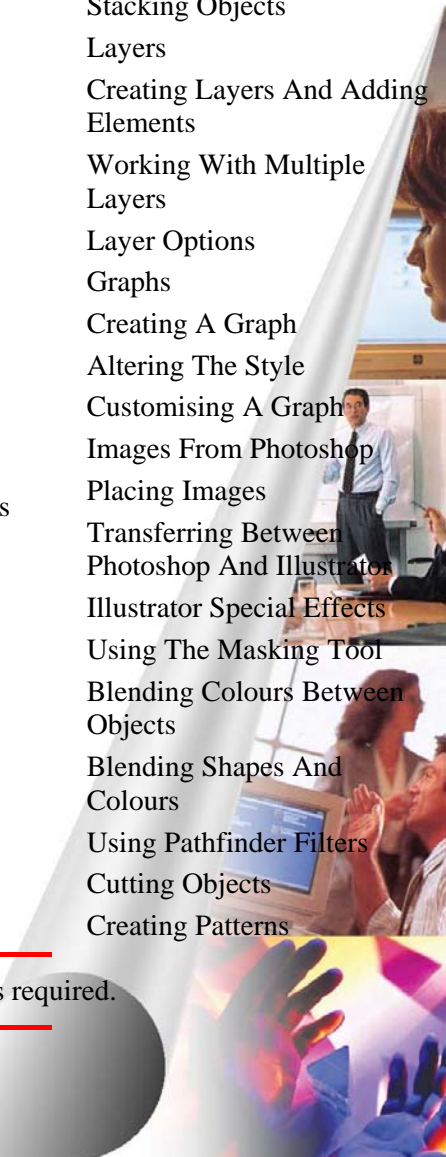 Stacking Objects
Layers
Creating Layers And Adding
Elements
Working With Multiple
Layers
Layer Options
Graphs
Creating A Graph
Altering The Style
Customising A Graph
Images From Photoshop
Placing Images
Transferring Between
Photoshop And Illustrator
Illustrator Special Effects
Using The Masking Tool
Blending Colours Between
Objects
Blending Shapes And
Colours
Using Pathfinder Filters
Cutting Objects
Creating Patterns
s
s required.